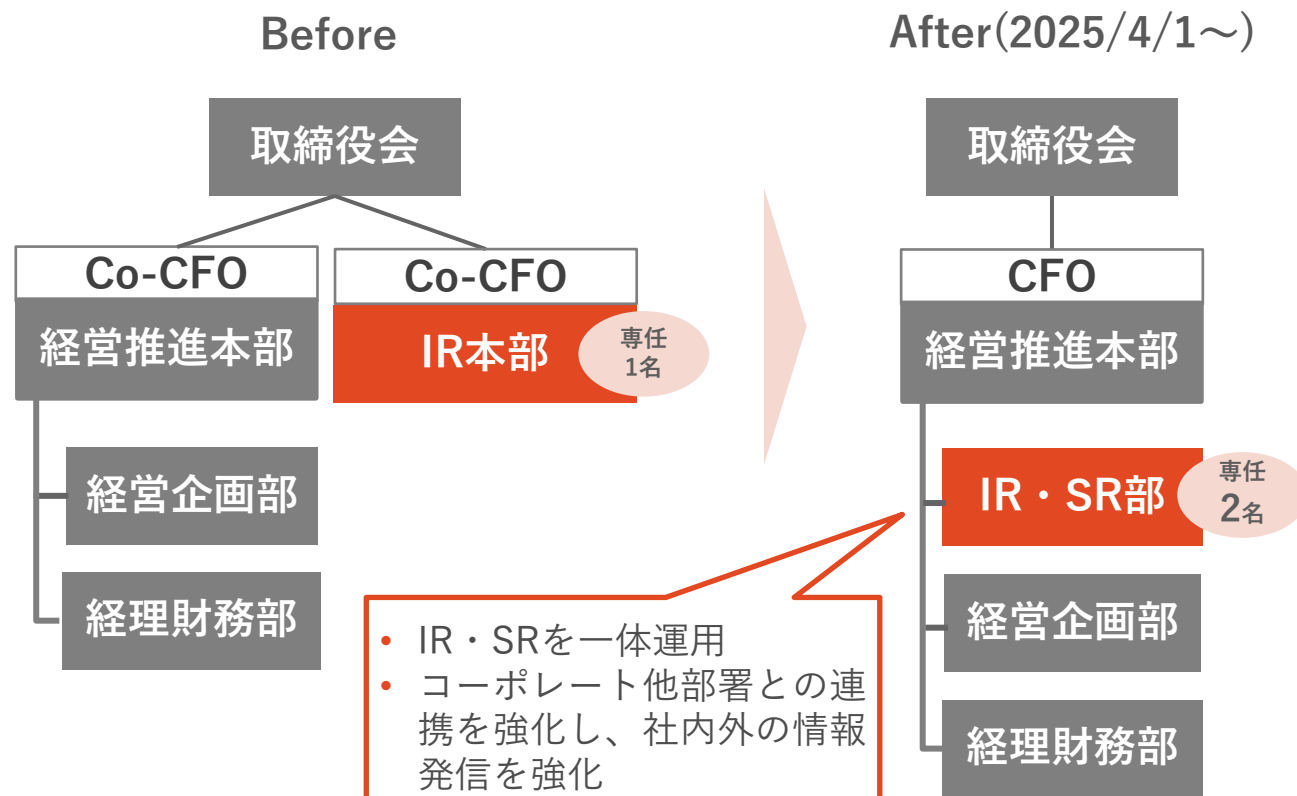 Before
取締役会
Co-CFO
経営推進本部
Co-CFO
IR本部
専任
1名
経営企画部
経理財務部
After(2025/4/1～)
取締役会
CFO
経営推進本部
IR・SR部
専任
2名
経営企画部
経理財務部
• IR・SRを一体運用
• コーポレート他部署との連
携を強化し、社内外の情報
発信を強化